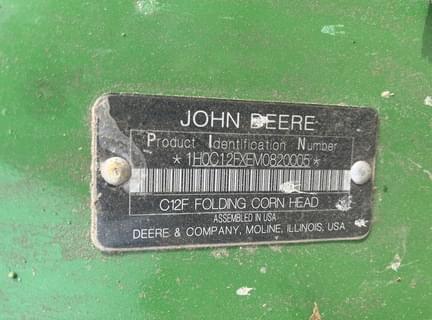 JOHN DEERE
Product Identification Number
*1H0C12FXEM0820005*
C12F FOLDING CORN HEAD
ASSEMBLED IN USA
DEERE & COMPANY, MOLINE, ILLINOIS, USA